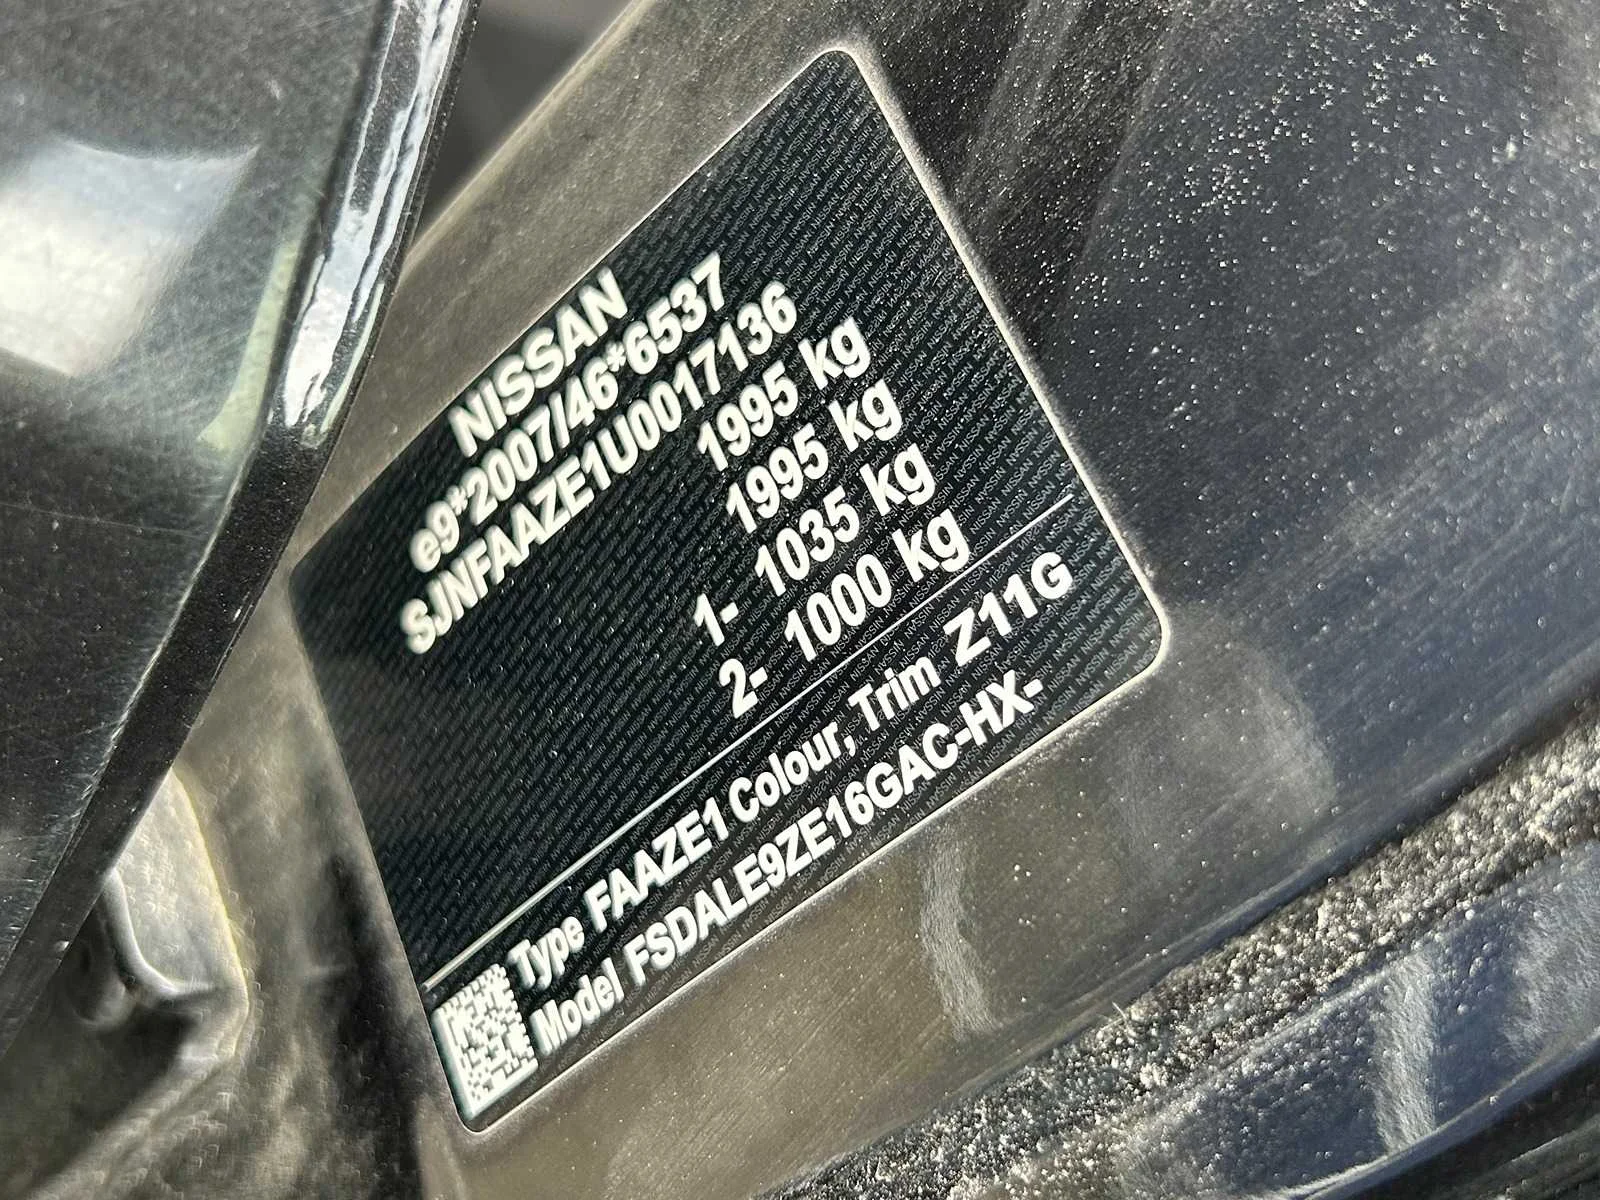 NISSAN
e9*2007/46*6537
SJNFAAZE1U0017136
1995 kg
1995 kg
1- 1035 kg
2- 1000 kg
Type FAAZE1 Colour, Trim Z11G
Model FSDALE9ZE16GAC-HX-